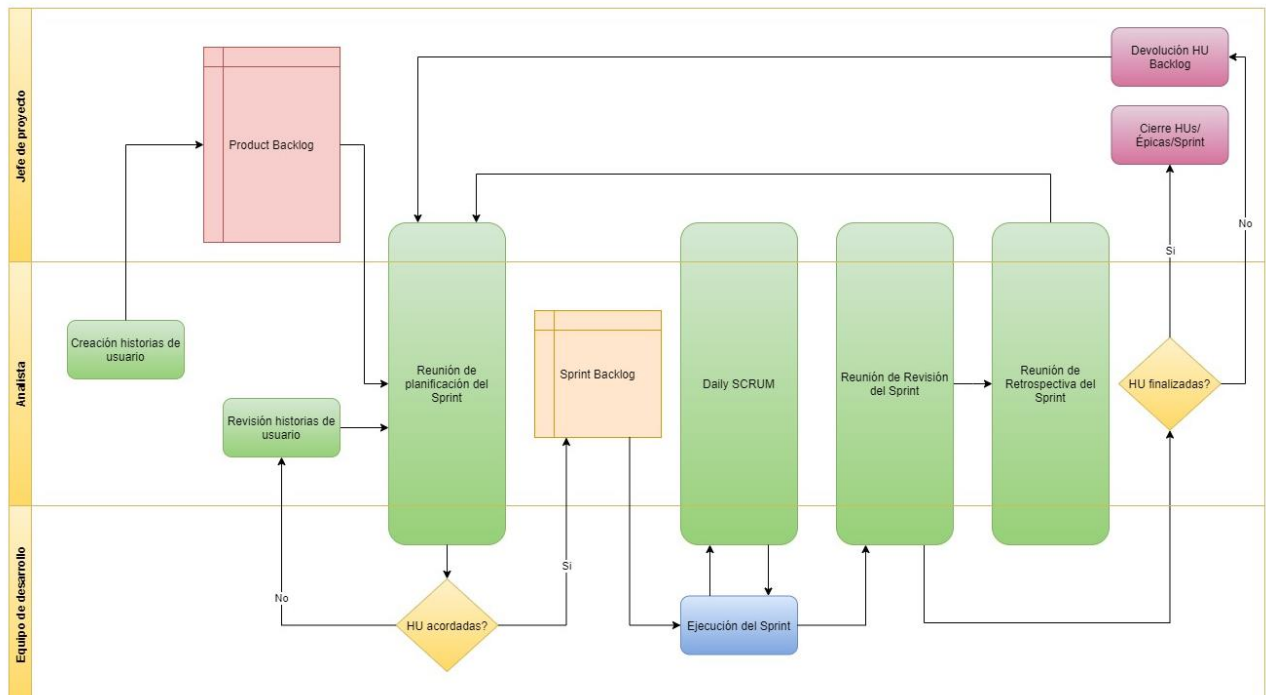 Jefe de proyecto
Product Backlog
Devolución HU
Backlog
Cierre HUs/
Épicas/Sprint
Si
No
Analista
Creación historias de
usuario
Revisión historias de
usuario
Reunión de
planificación del
Sprint
Sprint Backlog
Daily SCRUM
Reunión de Revisión
del Sprint
Reunión de
Retrospectiva del
Sprint
HU finalizadas?
Equipo de desarrollo
No
HU acordadas?
Si
Ejecución del Sprint